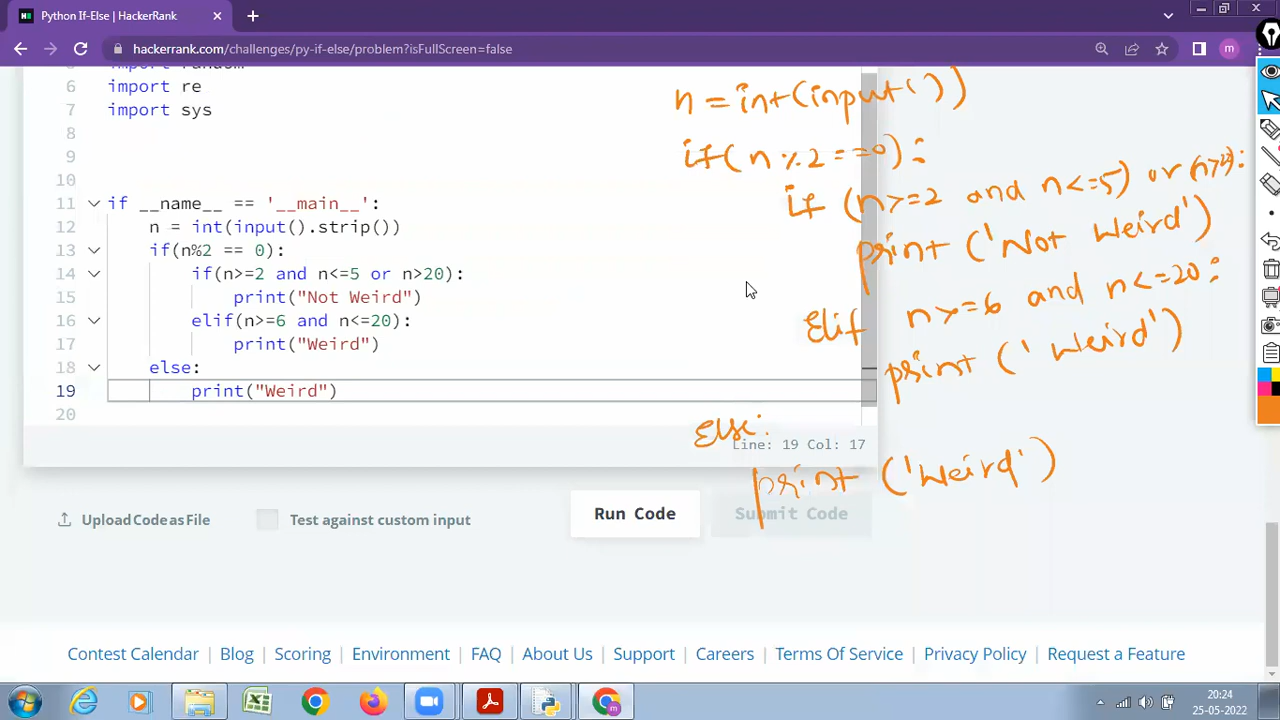 Python If-Else | HackerRank
hackerrank.com/challenges/py-if-else/problem?isFullScreen=false
m
5 import random
6 import re
7 import sys
8
9
10
11 if __name__ == '__main__':
12 n = int(input().strip())
13 if(n%2 == 0):
14 if(n>=2 and n<=5 or n>20):
15 print("Not Weird")
16 elif(n>=6 and n<=20):
17 print("Weird")
18 else:
19 print("Weird")
20
Line: 19 Col: 17
n = int(input())
if(n%2==0):
if (n>=2 and n<=5) or
print('Not Weird')
Elif n>=6 and n<=20:
print('Weird')
Else:
print('Weird')
Upload Code as File
Test against custom input
Run Code
Submit Code
Contest Calendar | Blog | Scoring | Environment | FAQ | About Us | Support | Careers | Terms Of Service | Privacy Policy | Request a Feature
m
20:24
25-05-2022